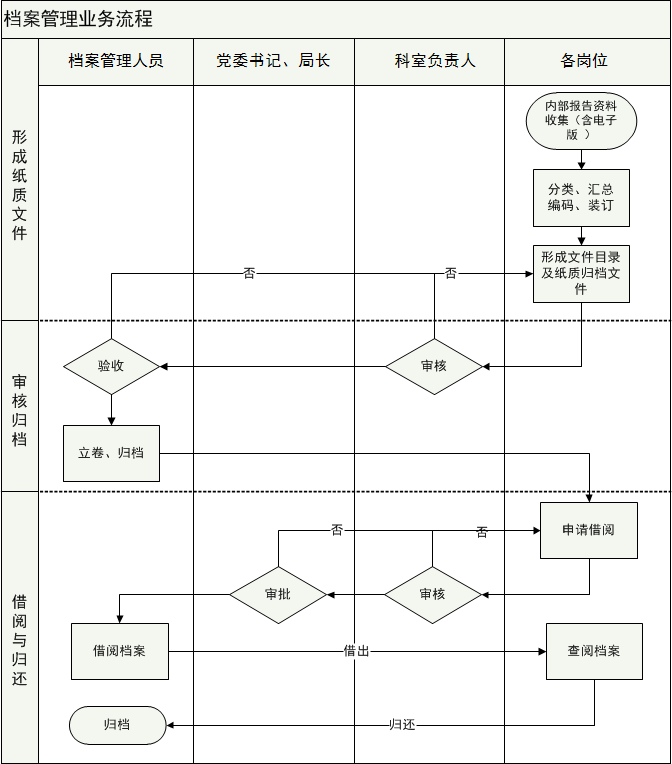 档案管理业务流程
档案管理人员
党委书记、局长
科室负责人
各岗位
形成纸质文件
内部报告资料
收集（含电子
版 ）
分类、汇总
编码、装订
形成文件目录
及纸质归档文
件
否
否
审核归档
验收
审核
立卷、归档
借阅与归还
申请借阅
否
否
审批
审核
借阅档案
借出
查阅档案
归档
归还